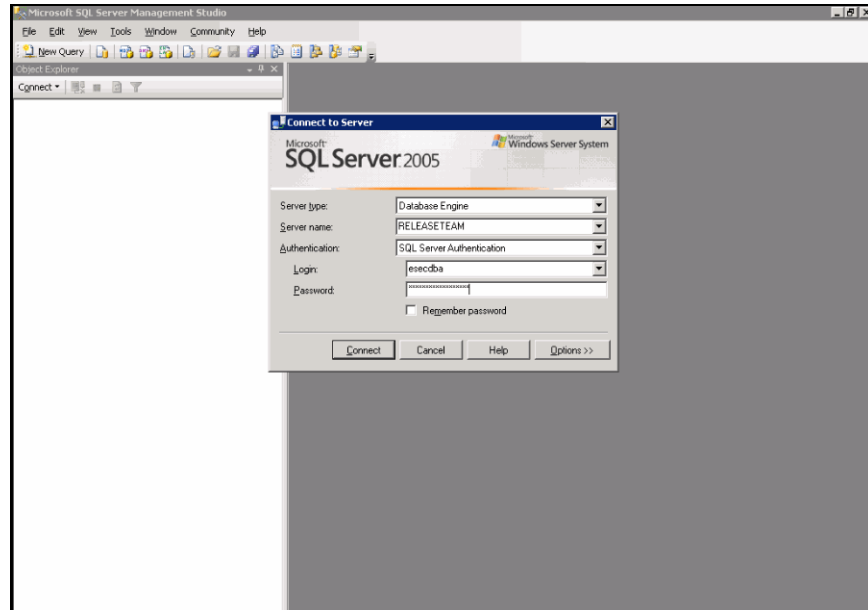 Microsoft SQL Server Management Studio
File Edit View Tools Window Community Help
New Query
Object Explorer
Connect
Connect to Server
Microsoft
SQL Server 2005
Microsoft
Windows Server System
Server type: Database Engine
Server name: RELEASETEAM
Authentication: SQL Server Authentication
Login: esecdba
Password:
Remember password
Connect Cancel Help Options >>